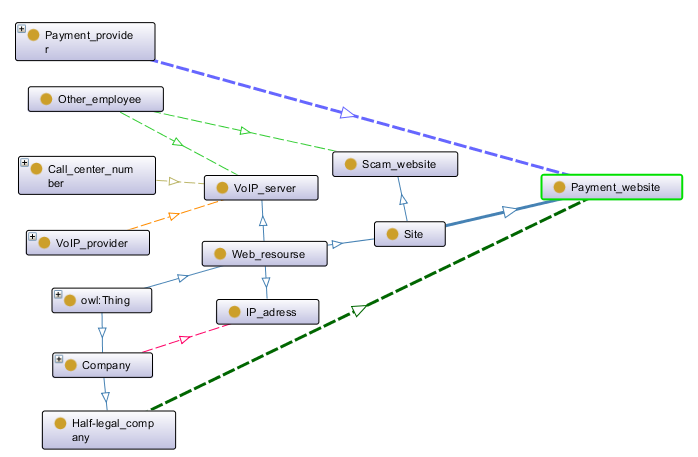 Payment_provide
r
Other_employee
Call_center_num
ber
Scam_website
VoIP_server
Payment_website
VoIP_provider
Site
Web_resourse
owl:Thing
IP_adress
Company
Half-legal_comp
any